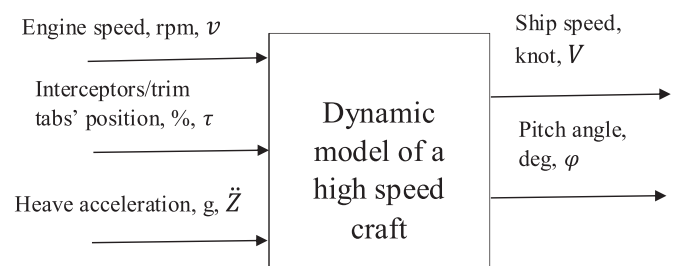 Engine speed, rpm, 𝑣
Interceptors/trim
tabs' position, %, 𝜏
Heave acceleration, g, 𝑍̈
Dynamic
model of a
high speed
craft
Ship speed,
knot, 𝑉
Pitch angle,
deg, 𝜑